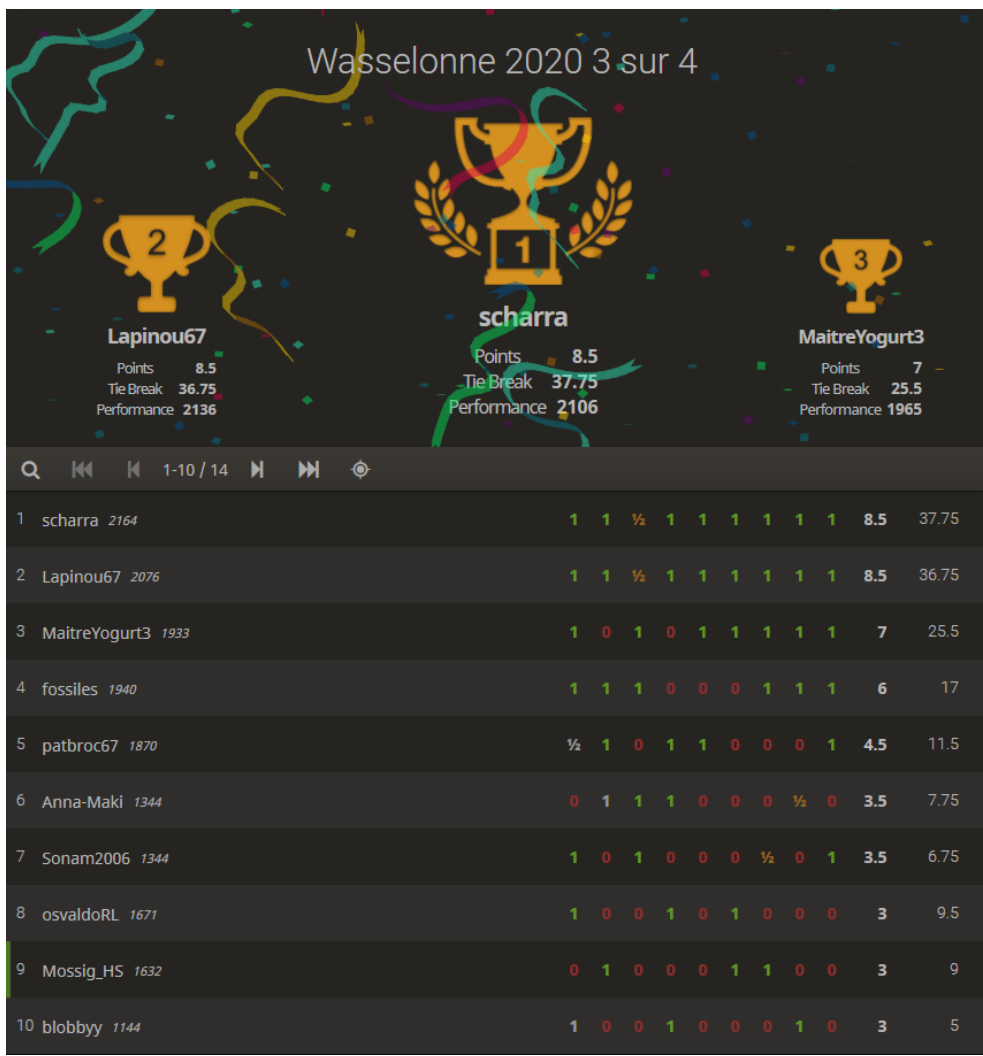 Wasselonne 2020 3 sur 4
2
1
3
Lapinou67
Points 8.5
Tie Break 36.75
Performance 2136
scharra
Points 8.5
Tie Break 37.75
Performance 2106
MaitreYogurt3
Points 7
Tie Break 25.5
Performance 1965
1-10 / 14
1 scharra 2164 1 1 ½ 1 1 1 1 1 1 8.5 37.75
2 Lapinou67 2076 1 1 ½ 1 1 1 1 1 1 8.5 36.75
3 MaitreYogurt3 1933 1 0 1 0 1 1 1 1 1 7 25.5
4 fossiles 1940 1 1 1 0 0 0 1 1 1 6 17
5 patbroc67 1870 ½ 1 0 1 1 0 0 0 1 4.5 11.5
6 Anna-Maki 1344 0 1 1 1 0 0 0 ½ 0 3.5 7.75
7 Sonam2006 1344 1 0 1 0 0 0 ½ 0 1 3.5 6.75
8 osvaldoRL 1671 1 0 0 1 0 1 0 0 0 3 9.5
9 Mossig_HS 1632 0 1 0 0 0 1 1 0 0 3 9
10 blobbyy 1144 1 0 0 1 0 0 0 1 0 3 5